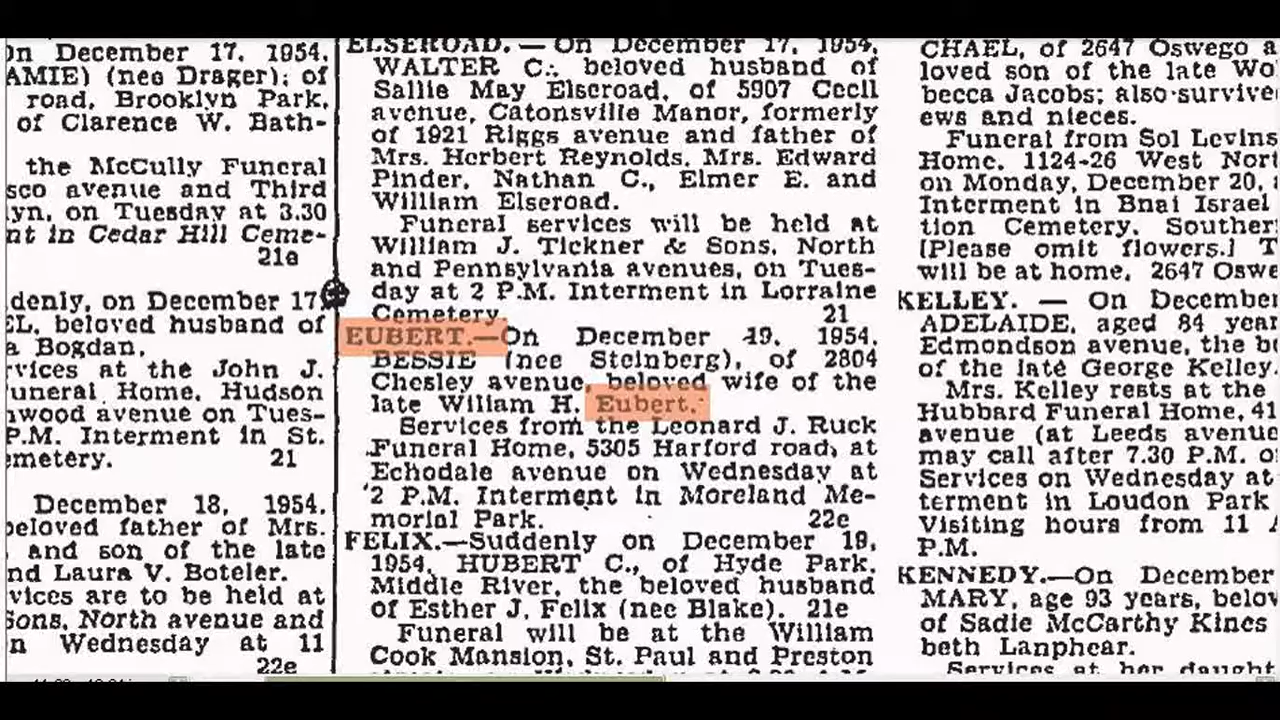 On December 17, 1954,
AMIE) (nee Drager); of
road, Brooklyn Park,
of Clarence W. Bath-
the McCully Funeral
sco avenue and Third
lyn, on Tuesday at 3.30
nt in Cedar Hill Ceme-
21e
denly, on December 17
EL, beloved husband of
a Bogdan.
rvices at the John J.
uneral Home, Hudson
nwood avenue on Tues-
P.M. Interment in St.
emetery. 21
December 18, 1954.
beloved father of Mrs.
and son of the late
nd Laura V. Boteler.
vices are to be held at
Sons, North avenue and
n Wednesday at 11
22e
ELSEROAD.—On December 17, 1954,
WALTER C., beloved husband of
Sallie May Elseroad, of 5907 Cecil
avenue, Catonsville Manor, formerly
of 1921 Riggs avenue and father of
Mrs. Herbert Reynolds, Mrs. Edward
Pinder, Nathan C., Elmer E. and
William Elseroad.
Funeral services will be held at
William J. Tickner & Sons, North
and Pennsylvania avenues, on Tues-
day at 2 P.M. Interment in Lorraine
Cemetery. 21
EUBERT.—On December 19, 1954,
BESSIE (nee Steinberg), of 2804
Chesley avenue, beloved wife of the
late William H. Eubert.
Services from the Leonard J. Ruck
Funeral Home, 5305 Harford road, at
Echodale avenue on Wednesday at
2 P.M. Interment in Moreland Me-
morial Park. 22e
FELIX.—Suddenly on December 19,
1954, HUBERT C., of Hyde Park,
Middle River, the beloved husband
of Esther J. Felix (nee Blake). 21e
Funeral will be at the William
Cook Mansion, St. Paul and Preston
CHAEL, of 2647 Oswego a
loved son of the late Wo
becca Jacobs; also survive
ews and nieces.
Funeral from Sol Levins
Home, 1124-26 West Nort
on Monday, December 20,
Interment in Bnai Israel
tion Cemetery, Southern
[Please omit flowers.] T
will be at home, 2647 Oswe
KELLEY. — On December
ADELAIDE, aged 84 year
Edmondson avenue, the b
of the late George Kelley.
Mrs. Kelley rests at the
Hubbard Funeral Home, 41
avenue (at Leeds avenue
may call after 7.30 P.M. o
Services on Wednesday at
terment in Loudon Park
Visiting hours from 11 A
P.M.
KENNEDY.—On December
MARY, age 93 years, belov
of Sadie McCarthy Kines
beth Lanphear.
Services at her daught